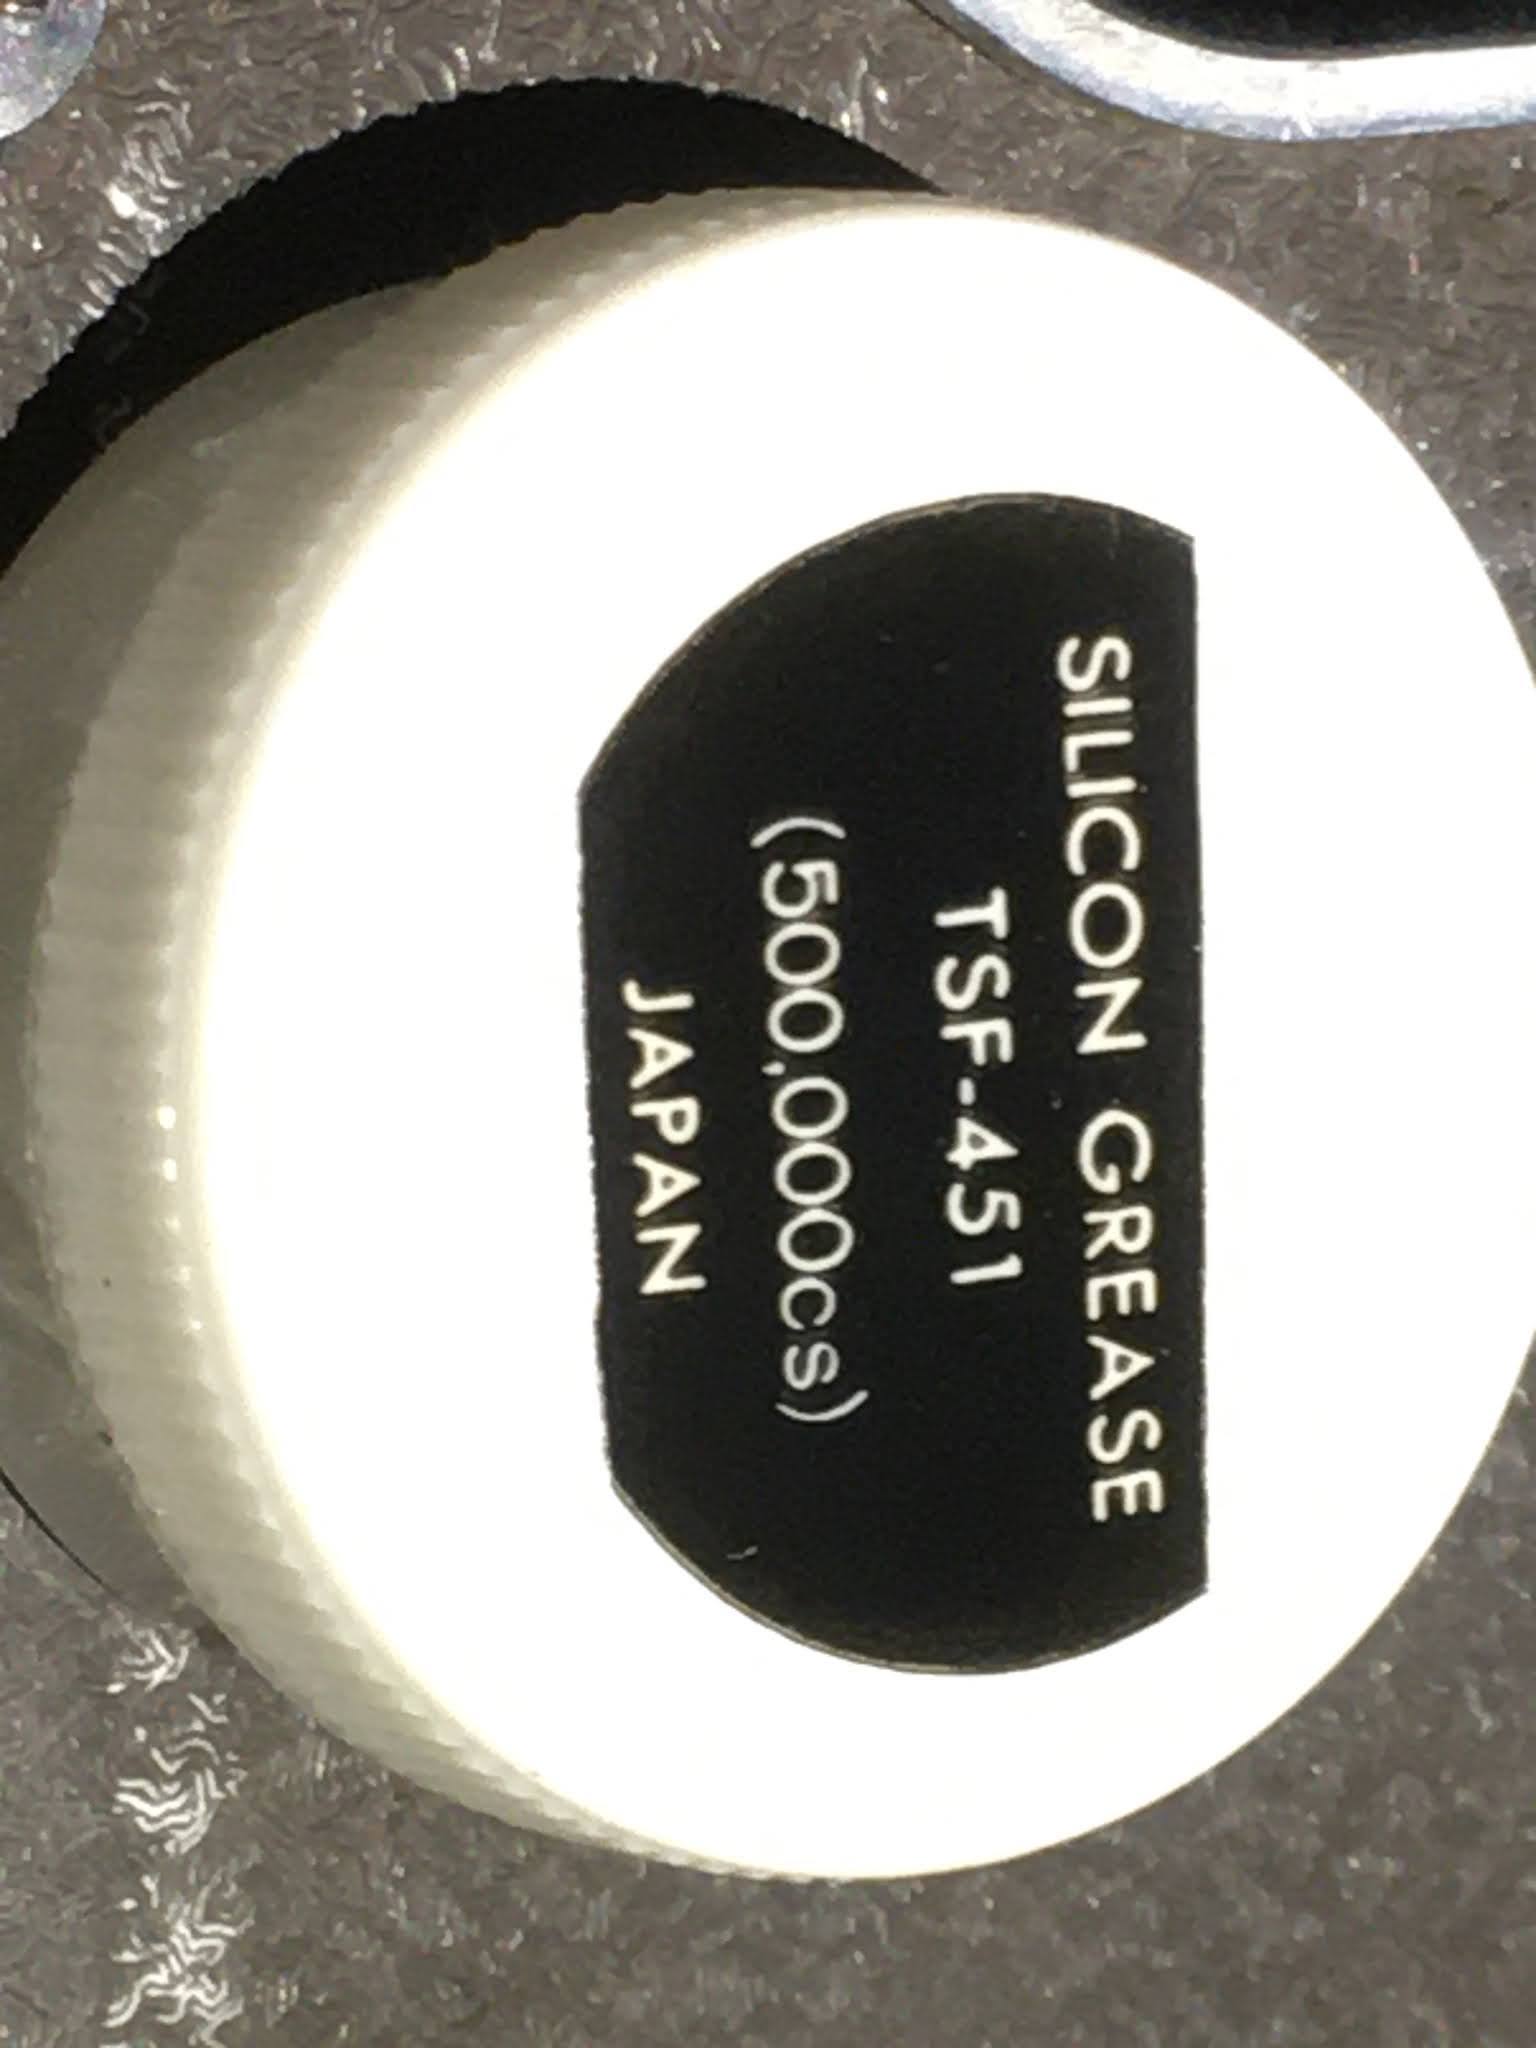 SILICON GREASE
TSF-451
(500,000cs)
JAPAN